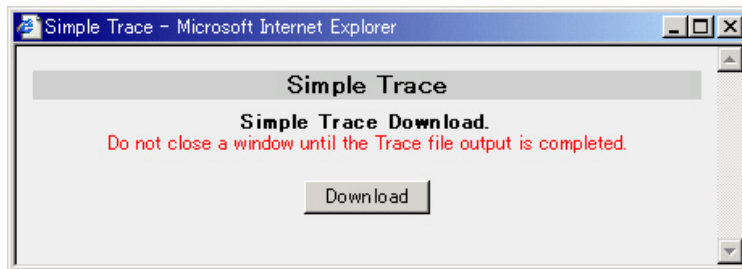 Simple Trace - Microsoft Internet Explorer
Simple Trace
Simple Trace Download.
Do not close a window until the Trace file output is completed.
Download